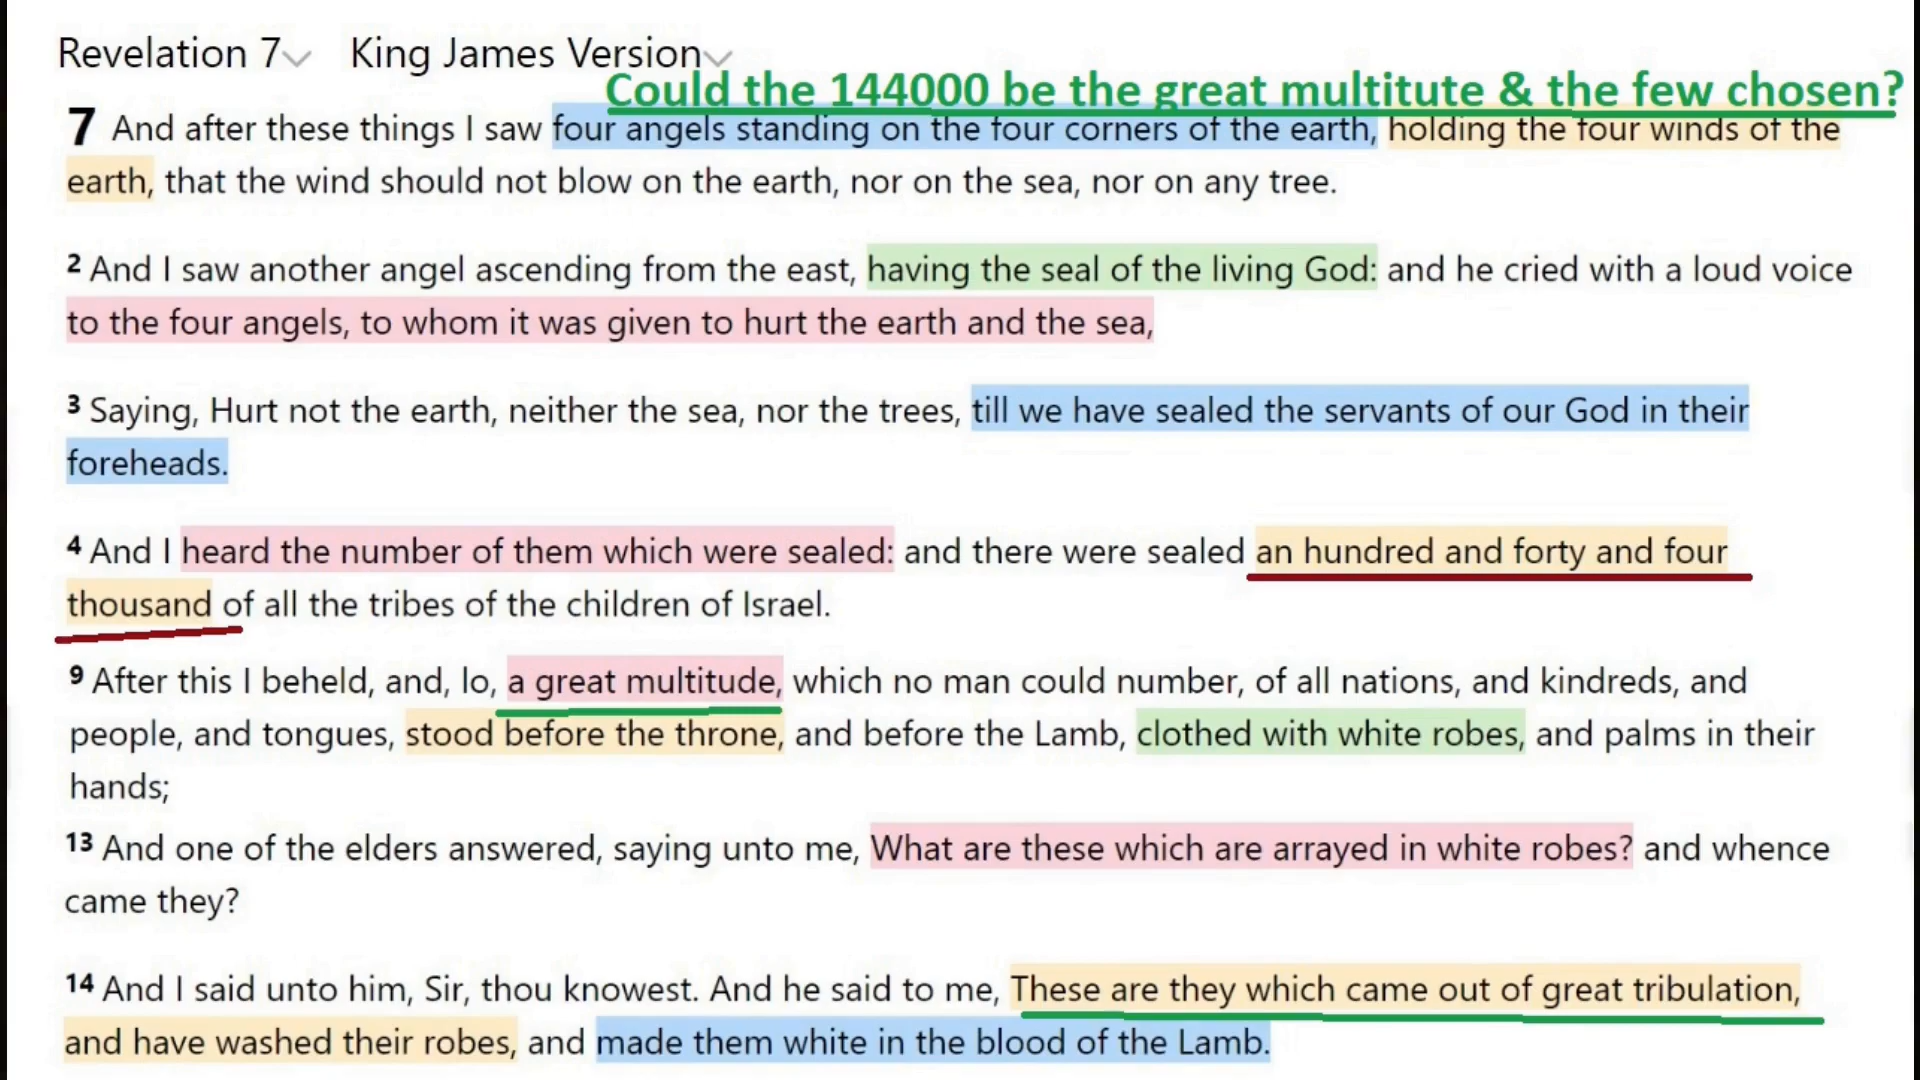 Revelation 7 King James Version
Could the 144000 be the great multitute & the few chosen?
7 And after these things I saw four angels standing on the four corners of the earth, holding the four winds of the
earth, that the wind should not blow on the earth, nor on the sea, nor on any tree.
2 And I saw another angel ascending from the east, having the seal of the living God: and he cried with a loud voice
to the four angels, to whom it was given to hurt the earth and the sea,
3 Saying, Hurt not the earth, neither the sea, nor the trees, till we have sealed the servants of our God in their
foreheads.
4 And I heard the number of them which were sealed: and there were sealed an hundred and forty and four
thousand of all the tribes of the children of Israel.
9 After this I beheld, and, lo, a great multitude, which no man could number, of all nations, and kindreds, and
people, and tongues, stood before the throne, and before the Lamb, clothed with white robes, and palms in their
hands;
13 And one of the elders answered, saying unto me, What are these which are arrayed in white robes? and whence
came they?
14 And I said unto him, Sir, thou knowest. And he said to me, These are they which came out of great tribulation,
and have washed their robes, and made them white in the blood of the Lamb.